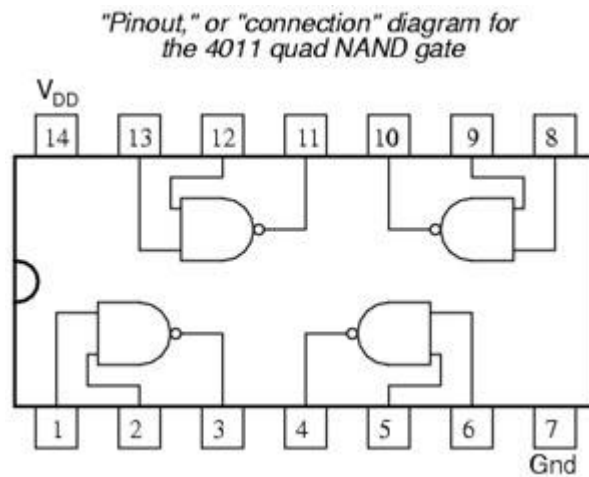 "Pinout," or "connection" diagram for
the 4011 quad NAND gate
VDD
14 13 12 11 10 9 8
1 2 3 4 5 6 7
Gnd